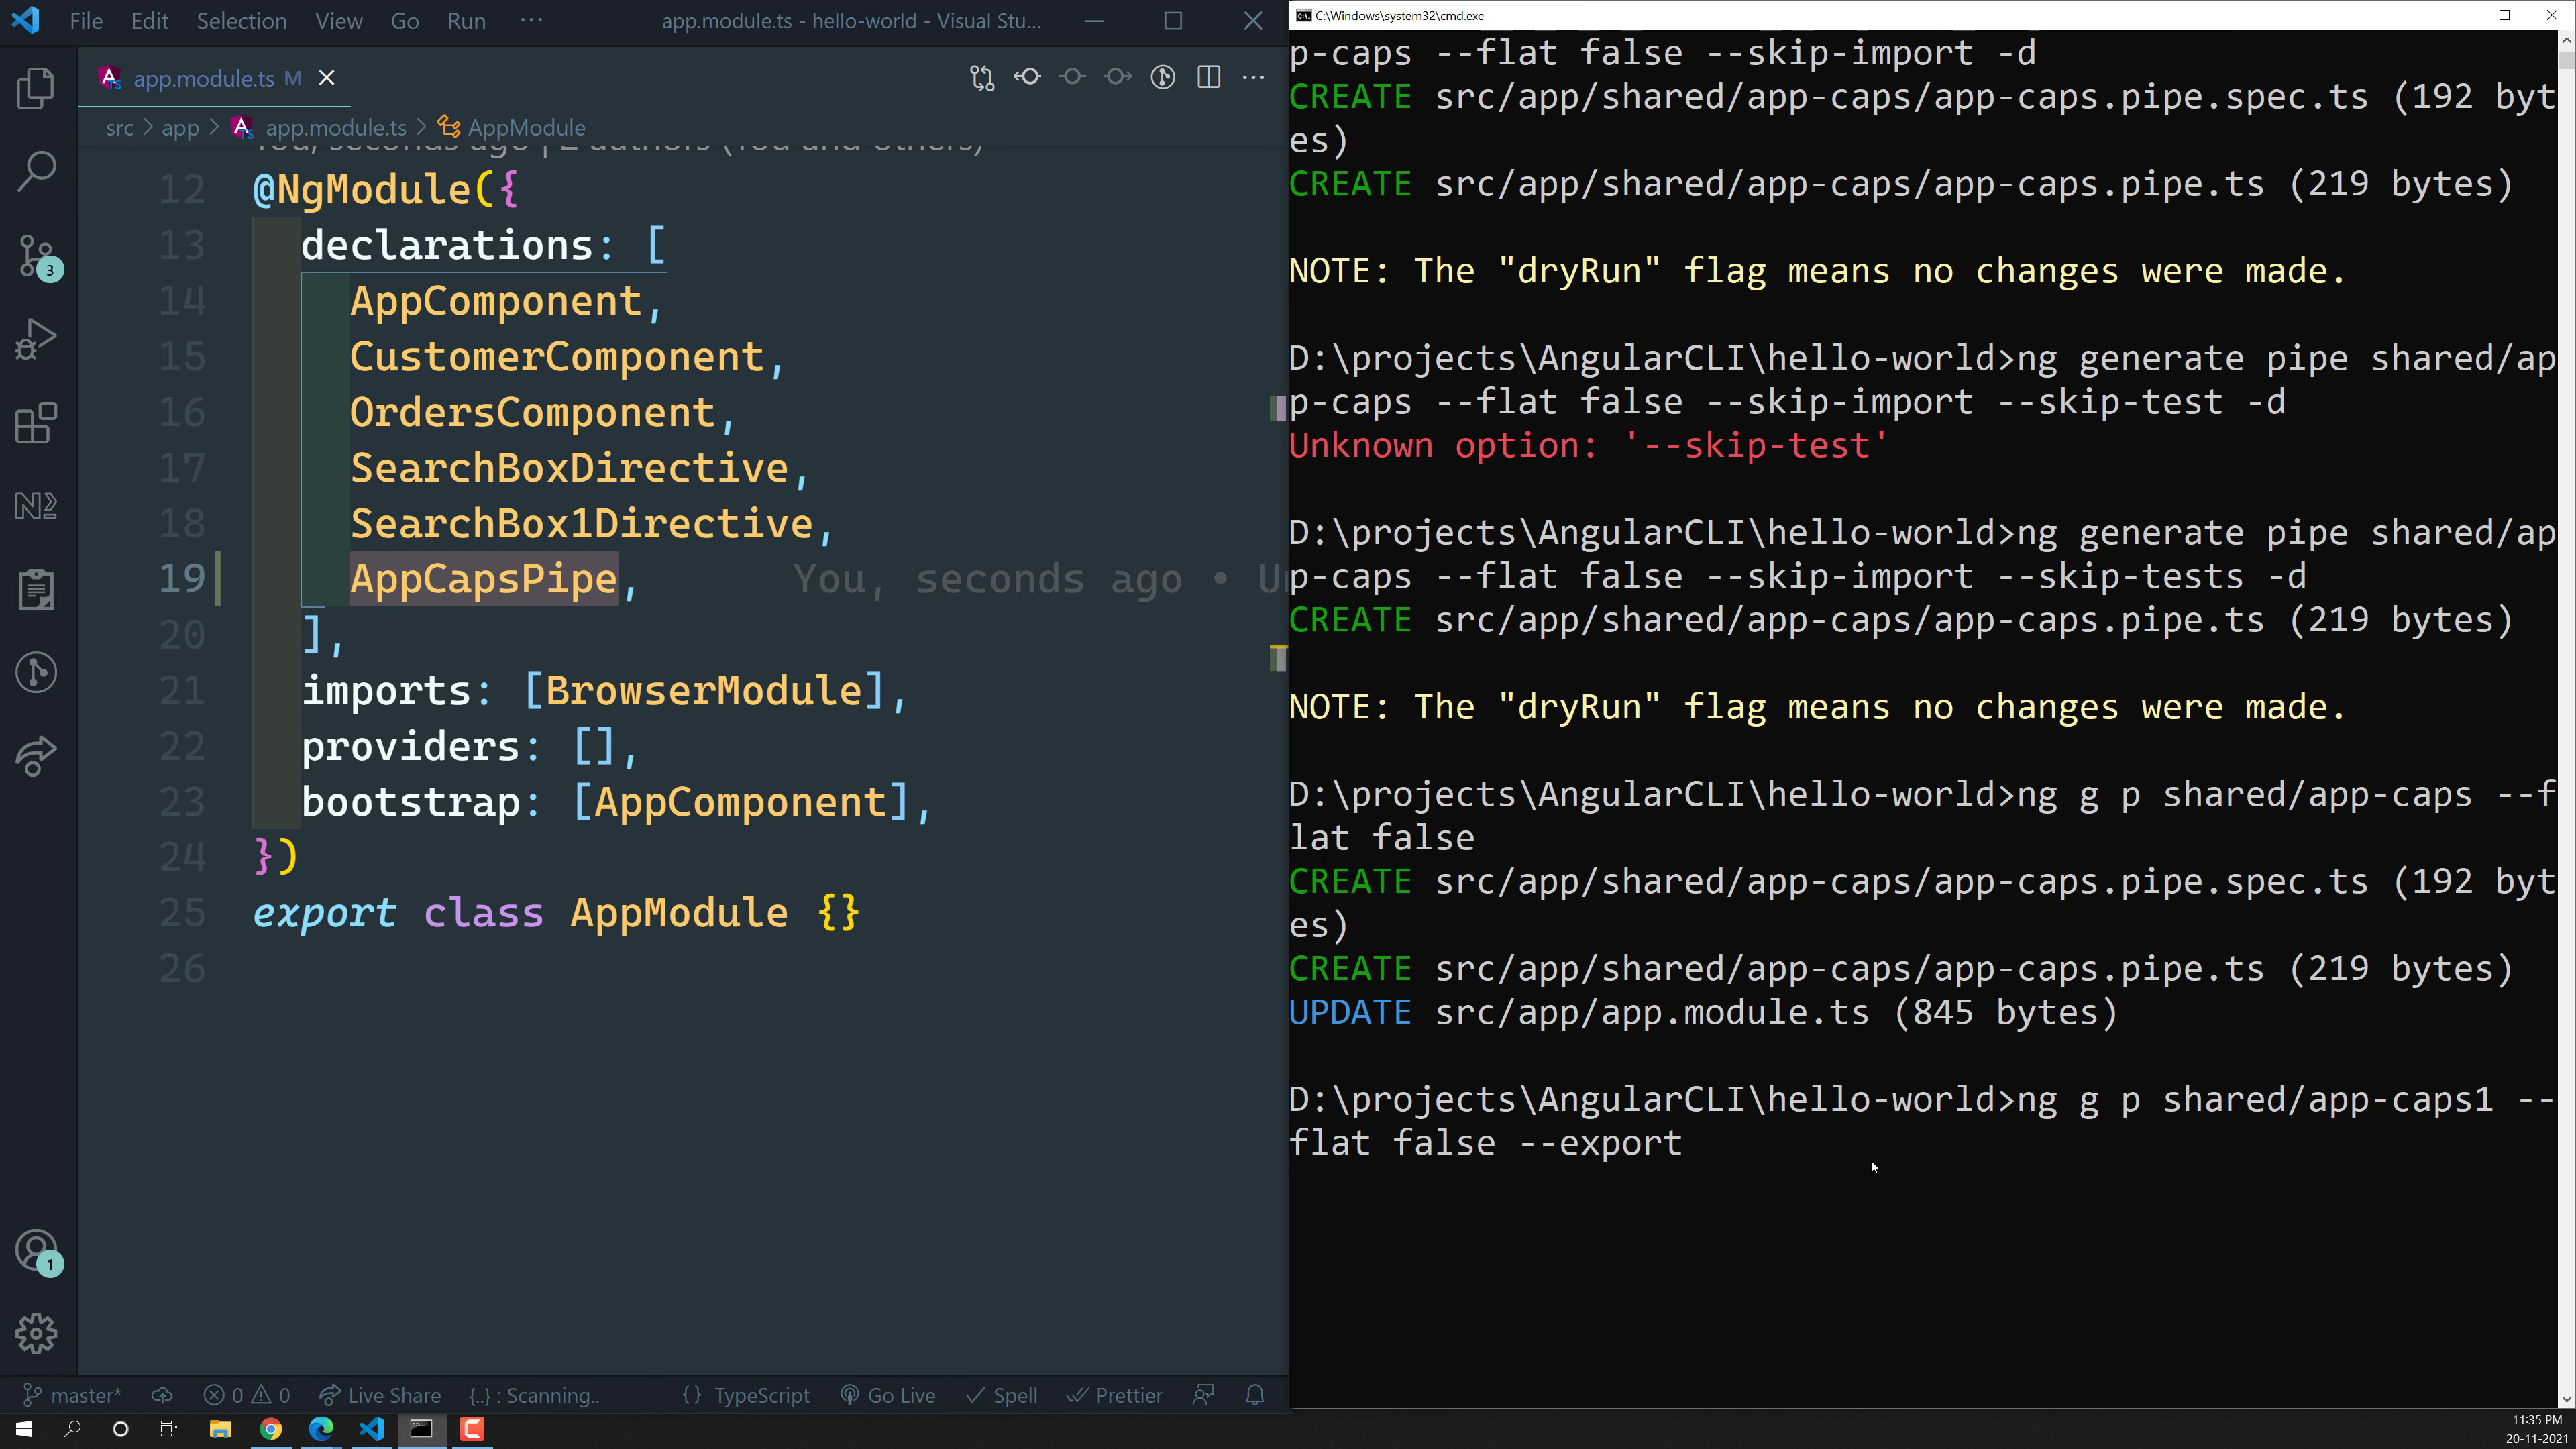 File Edit Selection View Go Run ··· app.module.ts - hello-world - Visual Stu...
app.module.ts M
src > app > app.module.ts > AppModule
You, seconds ago | 2 authors (You and others)
12 @NgModule({
13 declarations: [
14 AppComponent,
15 CustomerComponent,
16 OrdersComponent,
17 SearchBoxDirective,
18 SearchBox1Directive,
19 AppCapsPipe, You, seconds ago •
20 ],
21 imports: [BrowserModule],
22 providers: [],
23 bootstrap: [AppComponent],
24 })
25 export class AppModule {}
26
3
1
master* 0 0 Live Share {..} : Scanning.. {} TypeScript Go Live Spell Prettier
C:\Windows\system32\cmd.exe
p-caps --flat false --skip-import -d
CREATE src/app/shared/app-caps/app-caps.pipe.spec.ts (192 byt
es)
CREATE src/app/shared/app-caps/app-caps.pipe.ts (219 bytes)
NOTE: The "dryRun" flag means no changes were made.
D:\projects\AngularCLI\hello-world>ng generate pipe shared/ap
p-caps --flat false --skip-import --skip-test -d
Unknown option: '--skip-test'
D:\projects\AngularCLI\hello-world>ng generate pipe shared/ap
p-caps --flat false --skip-import --skip-tests -d
CREATE src/app/shared/app-caps/app-caps.pipe.ts (219 bytes)
NOTE: The "dryRun" flag means no changes were made.
D:\projects\AngularCLI\hello-world>ng g p shared/app-caps --f
lat false
CREATE src/app/shared/app-caps/app-caps.pipe.spec.ts (192 byt
es)
CREATE src/app/shared/app-caps/app-caps.pipe.ts (219 bytes)
UPDATE src/app/app.module.ts (845 bytes)
D:\projects\AngularCLI\hello-world>ng g p shared/app-caps1 --
flat false --export
11:35 PM
20-11-2021